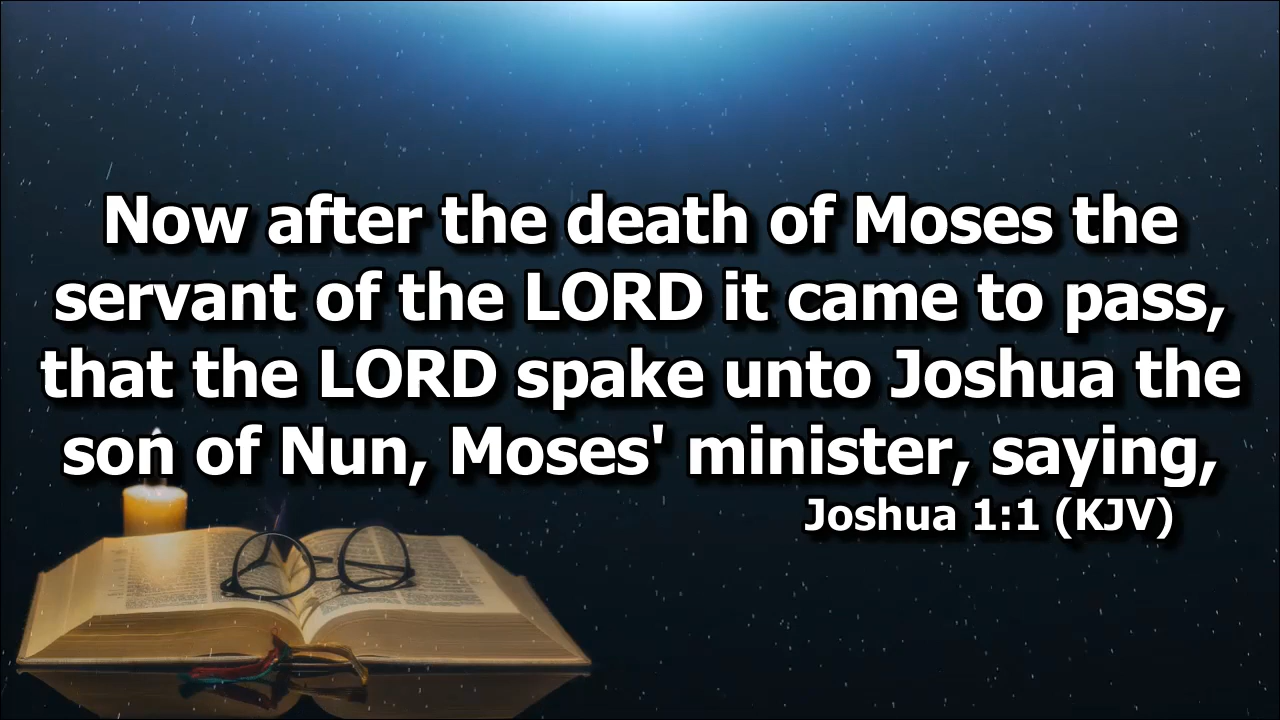 Now after the death of Moses the
servant of the LORD it came to pass,
that the LORD spake unto Joshua the
son of Nun, Moses' minister, saying,
Joshua 1:1 (KJV)